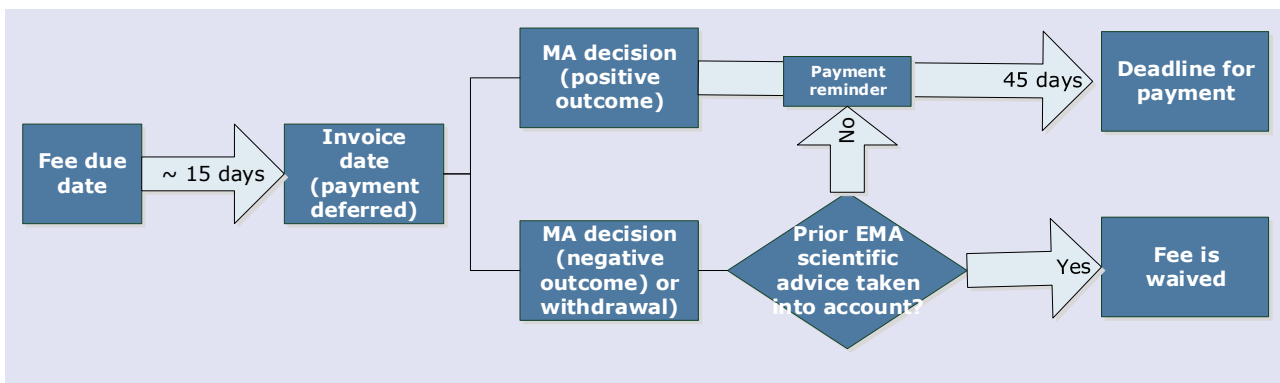 Fee due
date
~ 15 days
Invoice
date
(payment
deferred)
MA decision
(positive
outcome)
Payment
reminder
45 days
Deadline for
payment
MA decision
(negative
outcome) or
withdrawal)
Prior EMA
scientific
advice taken
into account?
No
Yes
Fee is
waived